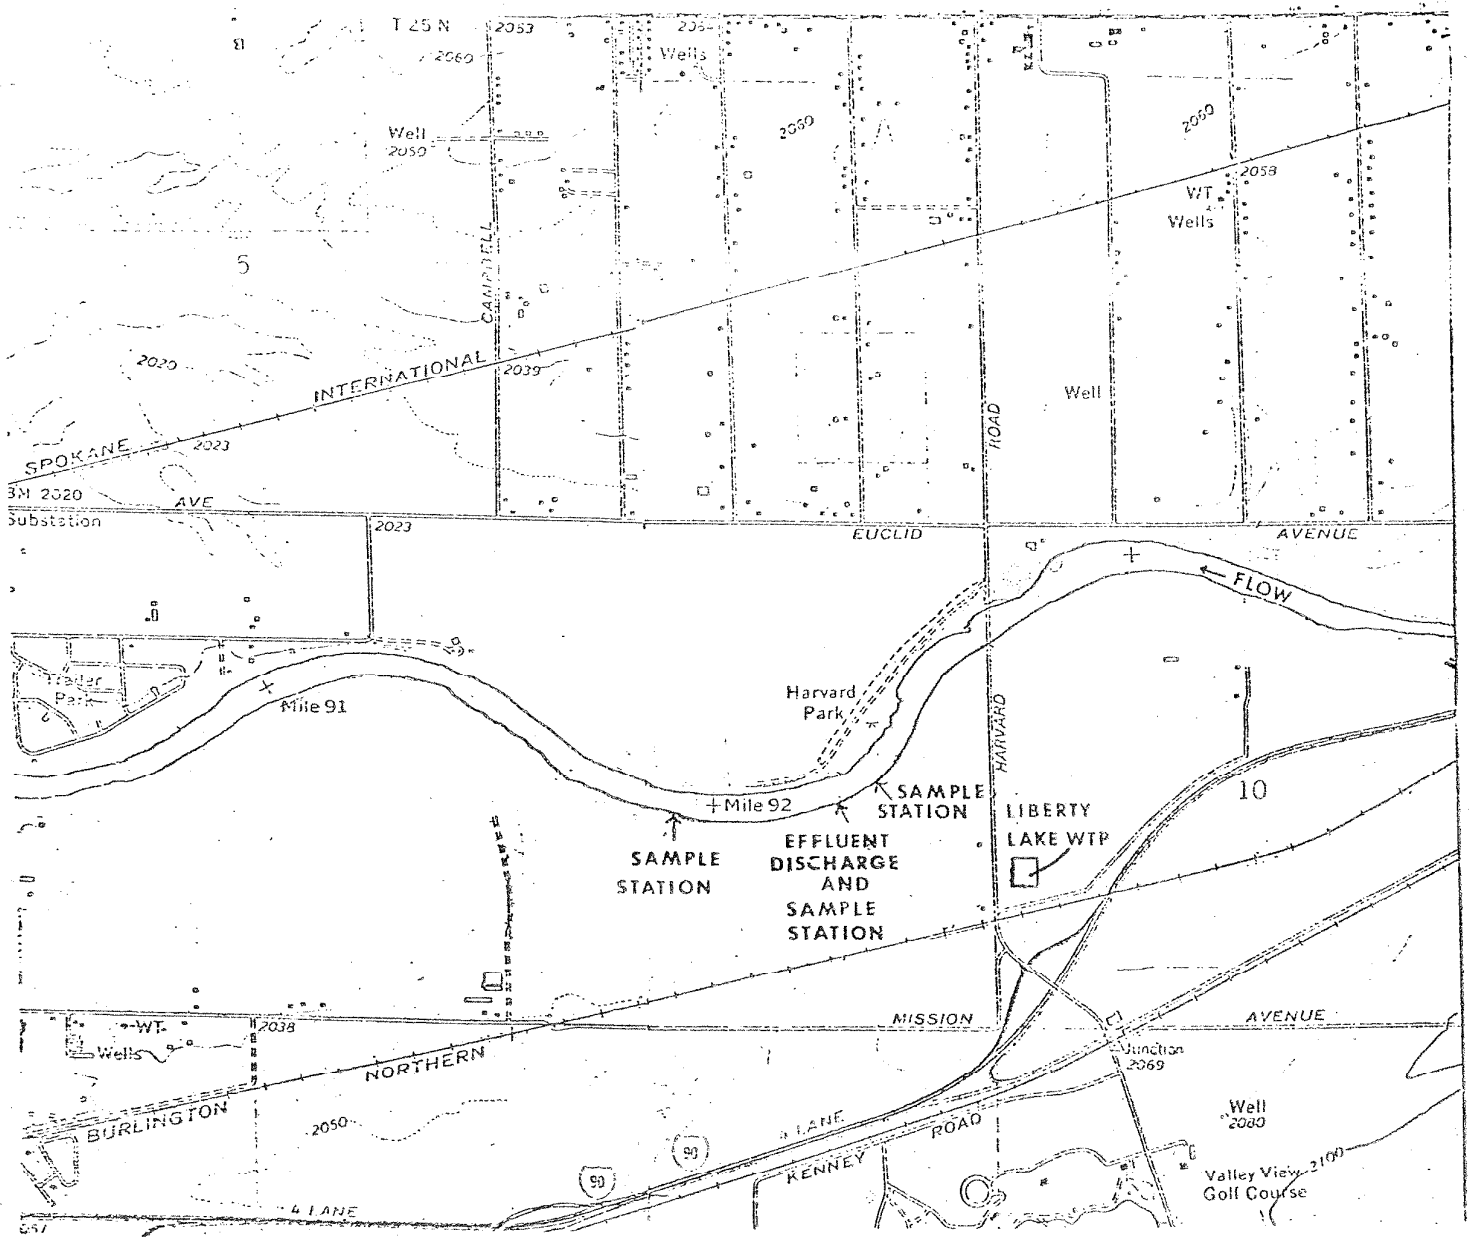 T 25 N
2053
Wells
2060
Well
2050
2060
2060
2058
WT
Wells
5
CAMPBELL
2020
INTERNATIONAL
2039
Well
ROAD
SPOKANE
2023
BM 2020
AVE
Substation
2023
EUCLID
AVENUE
← FLOW
Trailer
Park
Mile 91
Harvard
Park
HARVARD
Mile 92
SAMPLE
STATION
10
LIBERTY
LAKE WTP
SAMPLE
STATION
EFFLUENT
DISCHARGE
AND
SAMPLE
STATION
MISSION
AVENUE
WT
Wells
2038
NORTHERN
BURLINGTON
Junction
2069
2050
4 LANE
KENNEY
ROAD
90
90
Well
2080
Valley View
Golf Course
2100
4 LANE